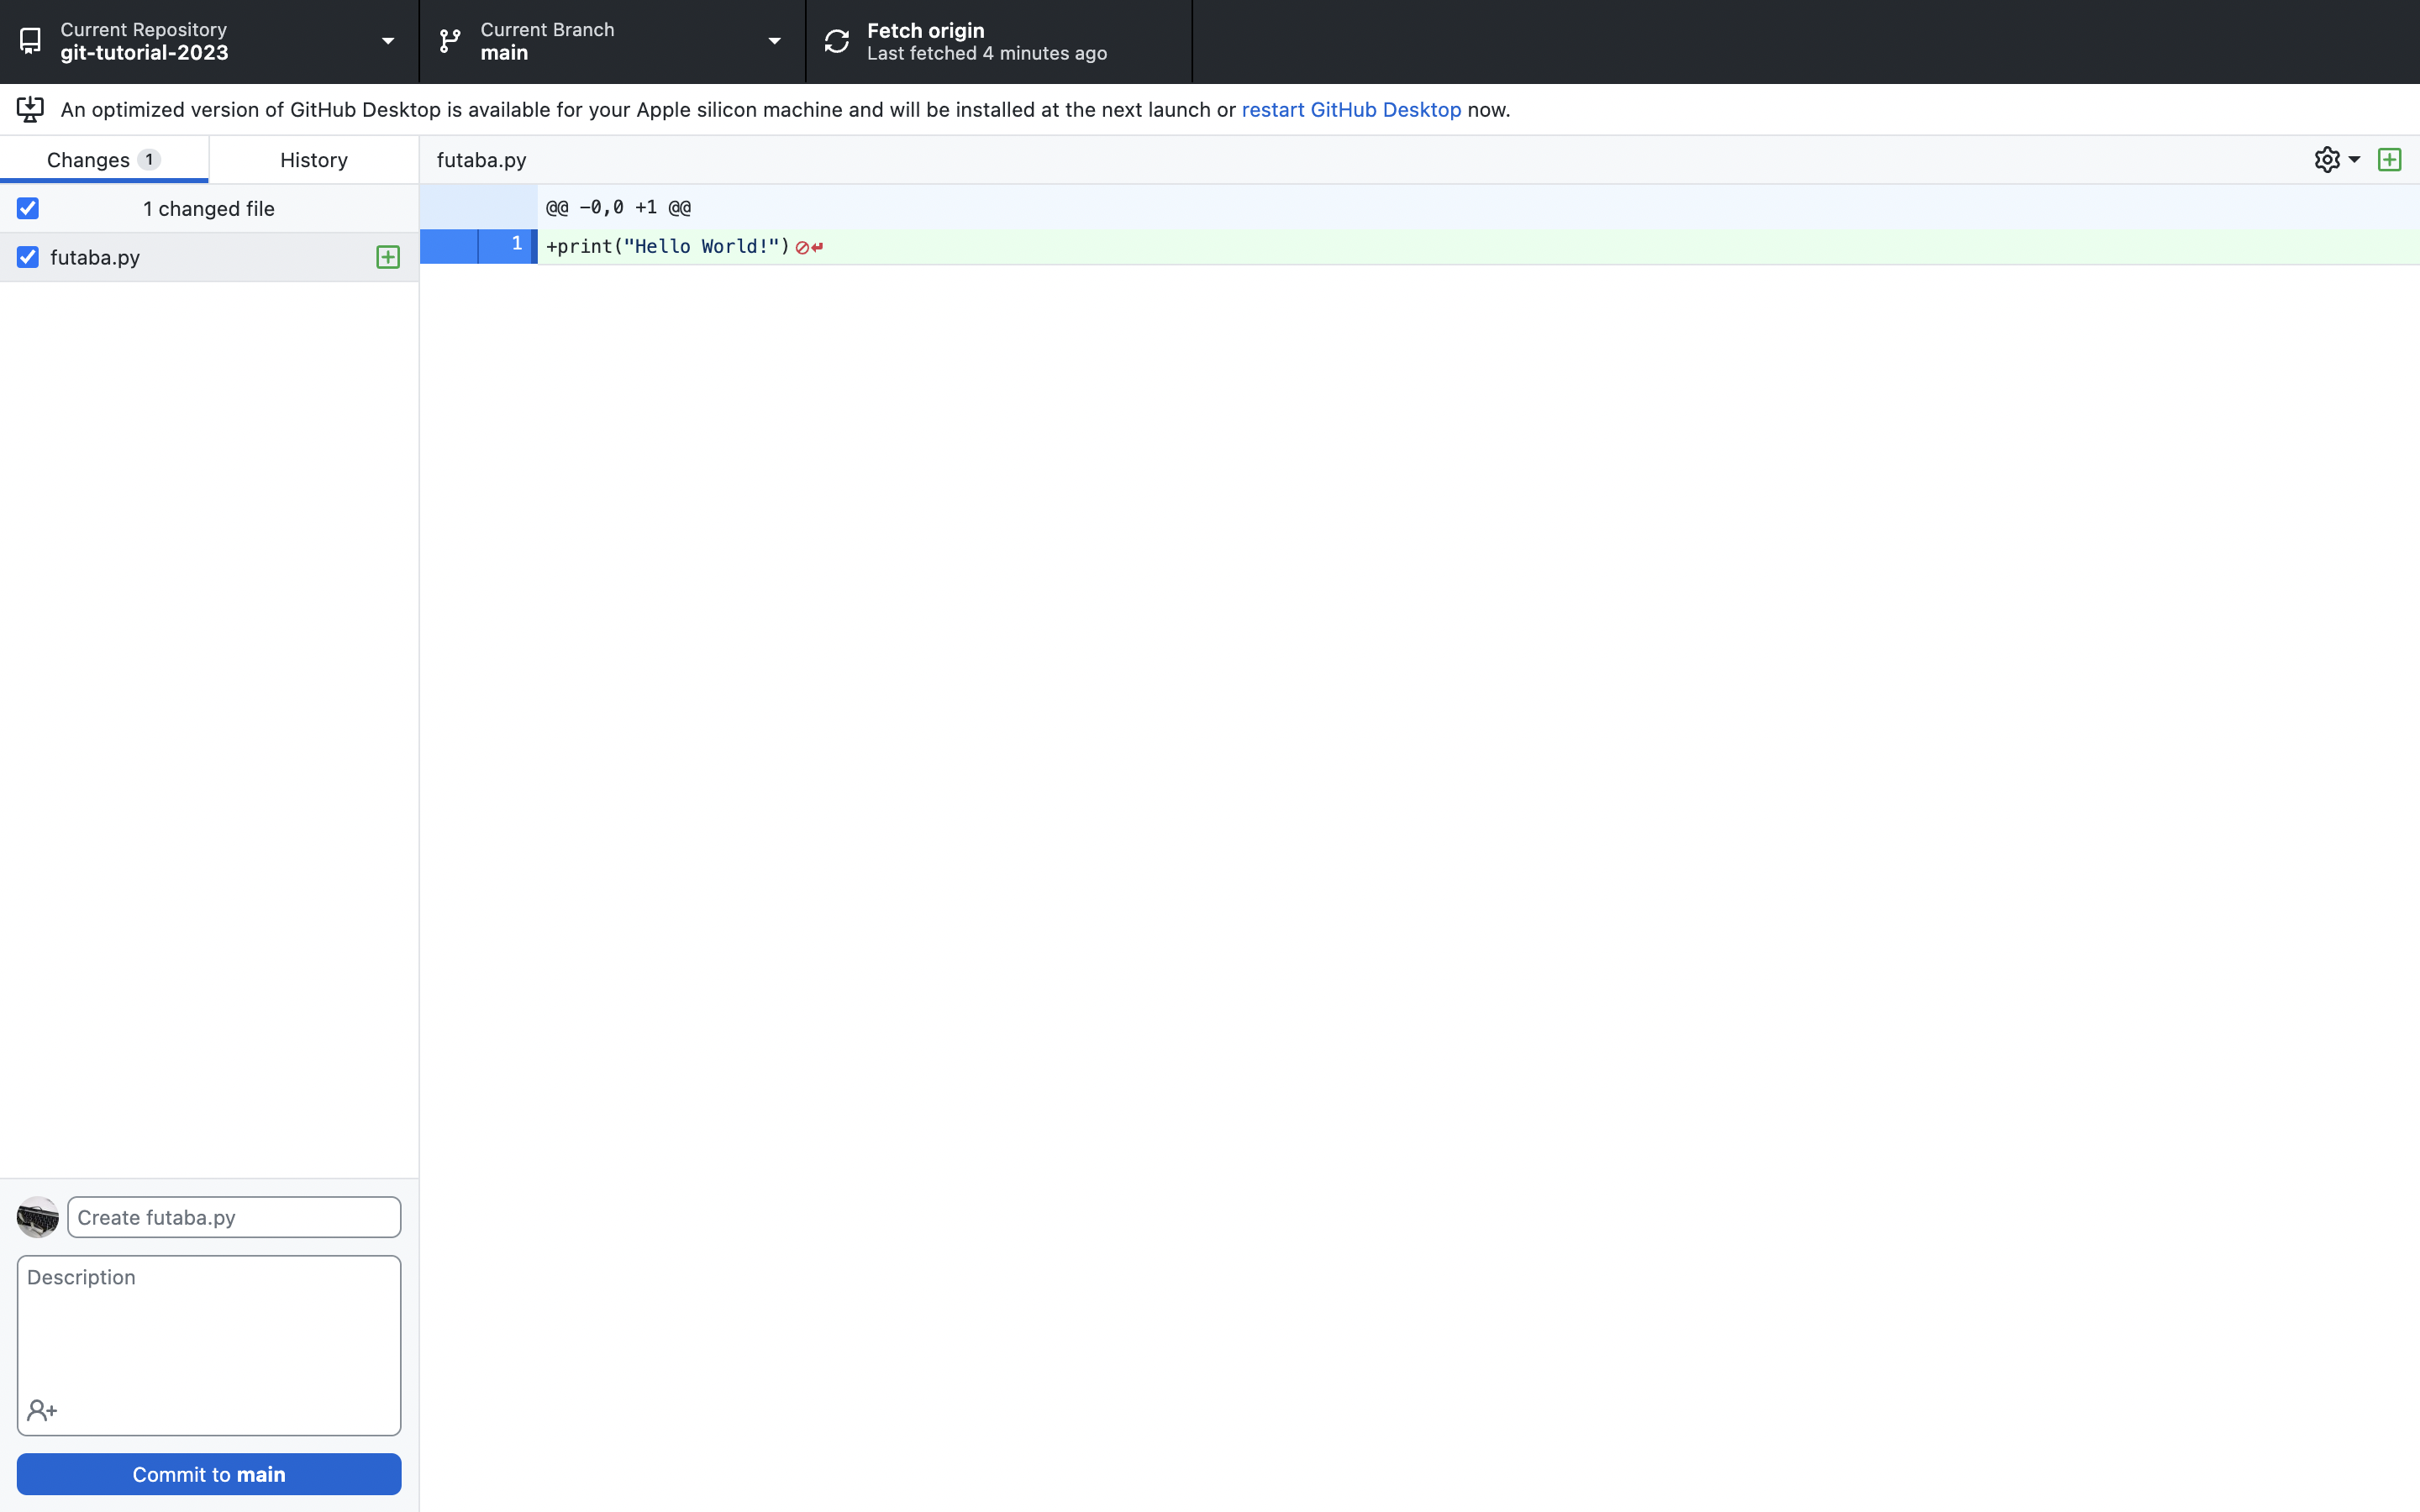 Current Repository
git-tutorial-2023
Current Branch
main
Fetch origin
Last fetched 4 minutes ago
An optimized version of GitHub Desktop is available for your Apple silicon machine and will be installed at the next launch or restart GitHub Desktop now.
Changes 1
History
futaba.py
1 changed file
futaba.py
@@ -0,0 +1 @@
1 +print("Hello World!")
Create futaba.py
Description
Commit to main